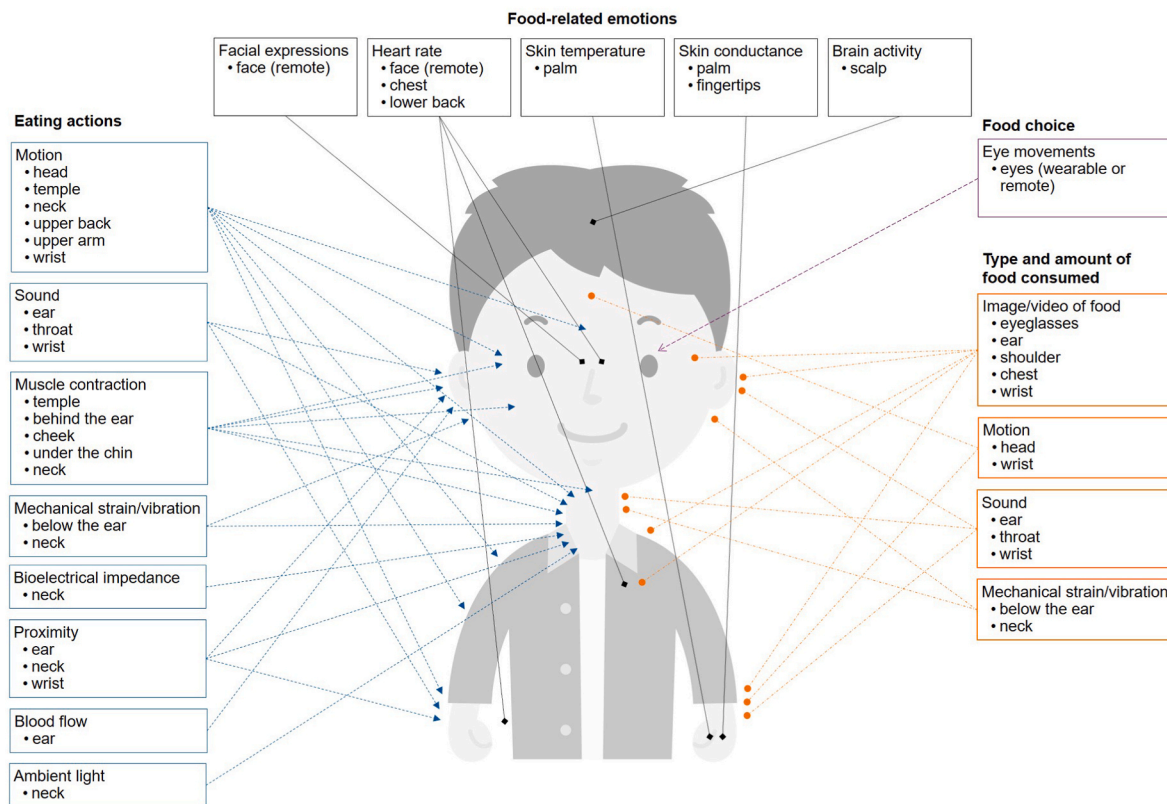 Food-related emotions
Facial expressions
• face (remote)
Heart rate
• face (remote)
• chest
• lower back
Skin temperature
• palm
Skin conductance
• palm
• fingertips
Brain activity
• scalp
Eating actions
Motion
• head
• temple
• neck
• upper back
• upper arm
• wrist
Sound
• ear
• throat
• wrist
Muscle contraction
• temple
• behind the ear
• cheek
• under the chin
• neck
Mechanical strain/vibration
• below the ear
• neck
Bioelectrical impedance
• neck
Proximity
• ear
• neck
• wrist
Blood flow
• ear
Ambient light
• neck
Food choice
Eye movements
• eyes (wearable or
remote)
Type and amount of
food consumed
Image/video of food
• eyeglasses
• ear
• shoulder
• chest
• wrist
Motion
• head
• wrist
Sound
• ear
• throat
• wrist
Mechanical strain/vibration
• below the ear
• neck